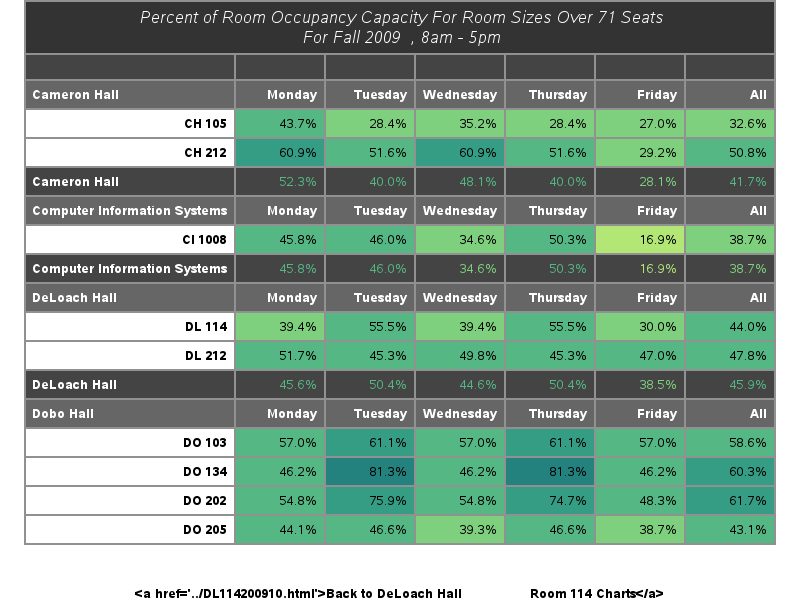 Percent of Room Occupancy Capacity For Room Sizes Over 71 Seats
For Fall 2009 , 8am - 5pm
Cameron Hall Monday Tuesday Wednesday Thursday Friday All
CH 105 43.7% 28.4% 35.2% 28.4% 27.0% 32.6%
CH 212 60.9% 51.6% 60.9% 51.6% 29.2% 50.8%
Cameron Hall 52.3% 40.0% 48.1% 40.0% 28.1% 41.7%
Computer Information Systems Monday Tuesday Wednesday Thursday Friday All
CI 1008 45.8% 46.0% 34.6% 50.3% 16.9% 38.7%
Computer Information Systems 45.8% 46.0% 34.6% 50.3% 16.9% 38.7%
DeLoach Hall Monday Tuesday Wednesday Thursday Friday All
DL 114 39.4% 55.5% 39.4% 55.5% 30.0% 44.0%
DL 212 51.7% 45.3% 49.8% 45.3% 47.0% 47.8%
DeLoach Hall 45.6% 50.4% 44.6% 50.4% 38.5% 45.9%
Dobo Hall Monday Tuesday Wednesday Thursday Friday All
DO 103 57.0% 61.1% 57.0% 61.1% 57.0% 58.6%
DO 134 46.2% 81.3% 46.2% 81.3% 46.2% 60.3%
DO 202 54.8% 75.9% 54.8% 74.7% 48.3% 61.7%
DO 205 44.1% 46.6% 39.3% 46.6% 38.7% 43.1%
<a href='../DL114200910.html'>Back to DeLoach Hall Room 114 Charts</a>